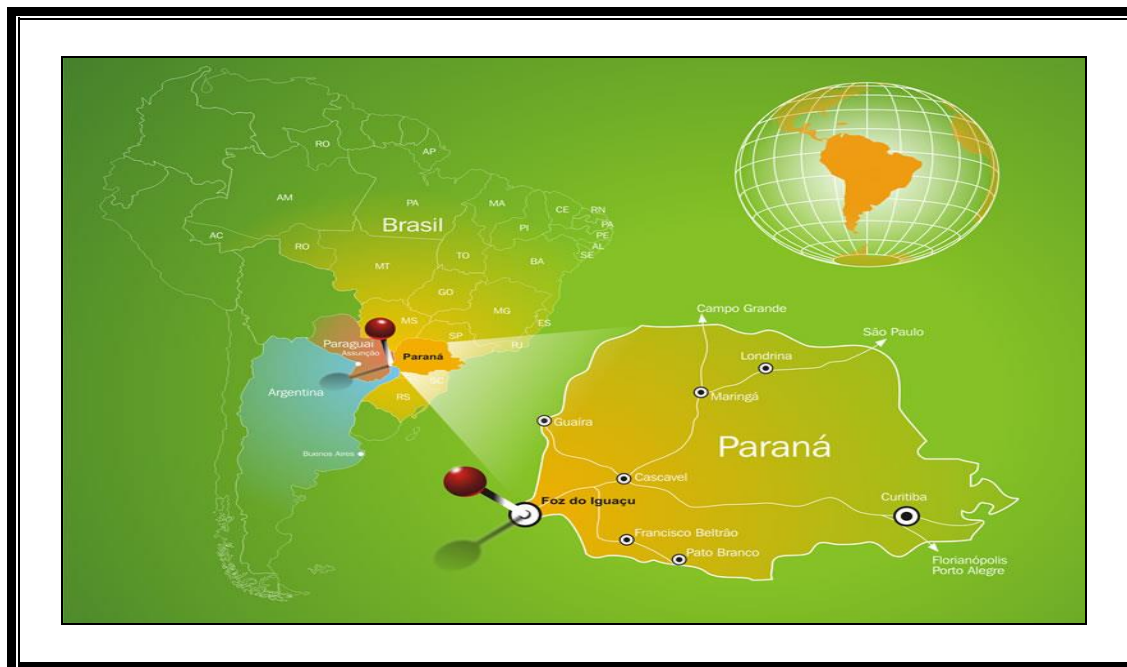 RO
AP
AM
PA
MA
CE
RN
Brasil
PI
PA
PE
AC
AL
RO
TO
SE
MT
BA
GO
MG
MS
ES
SP
RJ
Paraguai
Assunção
Paraná
SC
Argentina
RS
Buenos Aires
Campo Grande
São Paulo
Londrina
Maringá
Guaíra
Paraná
Cascavel
Foz do Iguaçu
Curitiba
Francisco Beltrão
Pato Branco
Florianópolis
Porto Alegre